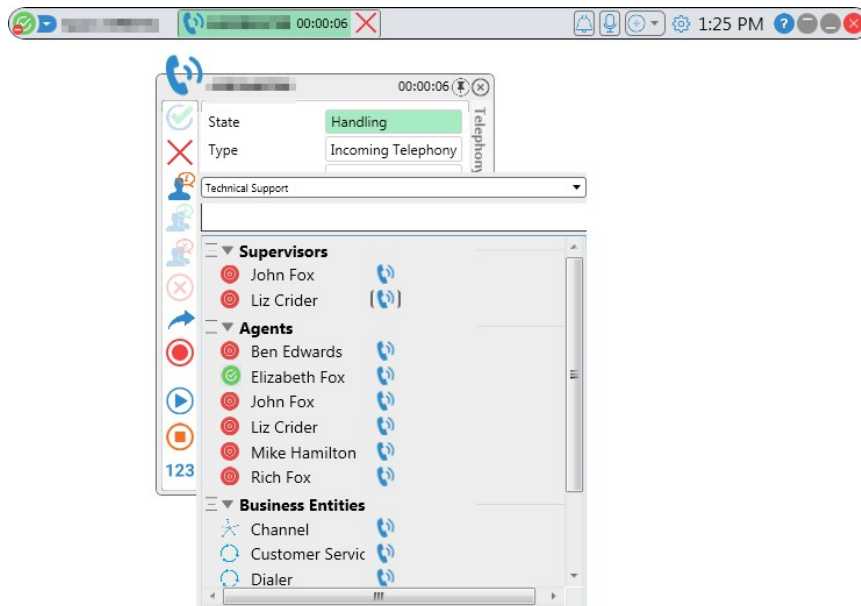 00:00:06
1:25 PM
00:00:06
State Handling
Type Incoming Telephony
Telephony
Technical Support
Supervisors
John Fox
Liz Crider
Agents
Ben Edwards
Elizabeth Fox
John Fox
Liz Crider
Mike Hamilton
Rich Fox
123
Business Entities
Channel
Customer Servic
Dialer